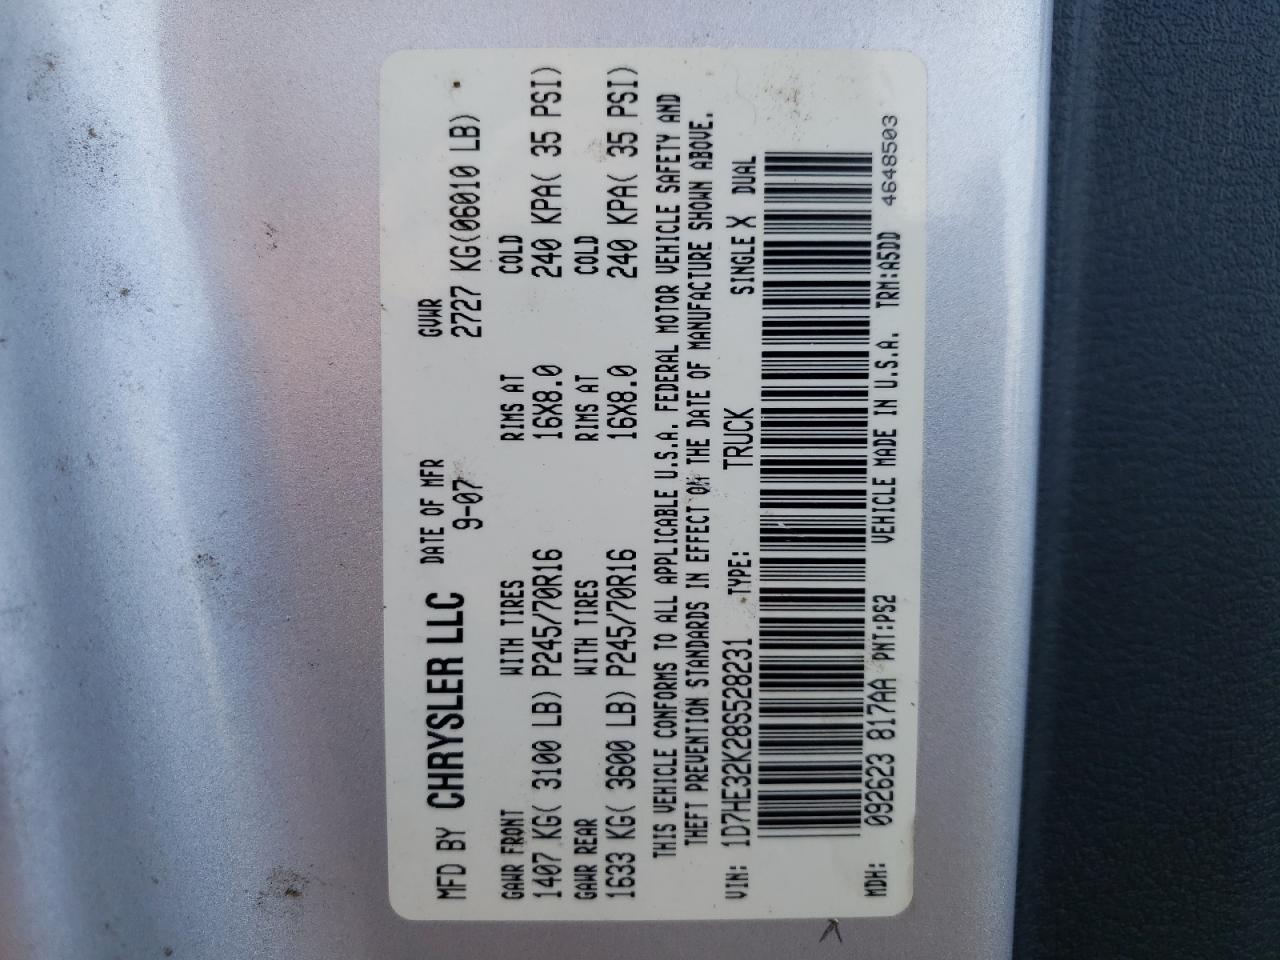 MFD BY CHRYSLER LLC DATE OF MFR GVWR
9-07 2727 KG(06010 LB)
GAWR FRONT WITH TIRES RIMS AT COLD
1407 KG( 3100 LB) P245/70R16 16X8.0 240 KPA( 35 PSI)
GAWR REAR WITH TIRES RIMS AT COLD
1633 KG( 3600 LB) P245/70R16 16X8.0 240 KPA( 35 PSI)
THIS VEHICLE CONFORMS TO ALL APPLICABLE U.S.A. FEDERAL MOTOR VEHICLE SAFETY AND
THEFT PREVENTION STANDARDS IN EFFECT ON THE DATE OF MANUFACTURE SHOWN ABOVE.
VIN: 1D7HE32K28S528231 TYPE: TRUCK SINGLE X DUAL
MDH: 092623 817AA PNT:PS2 VEHICLE MADE IN U.S.A. TRM:A5DD 4648503